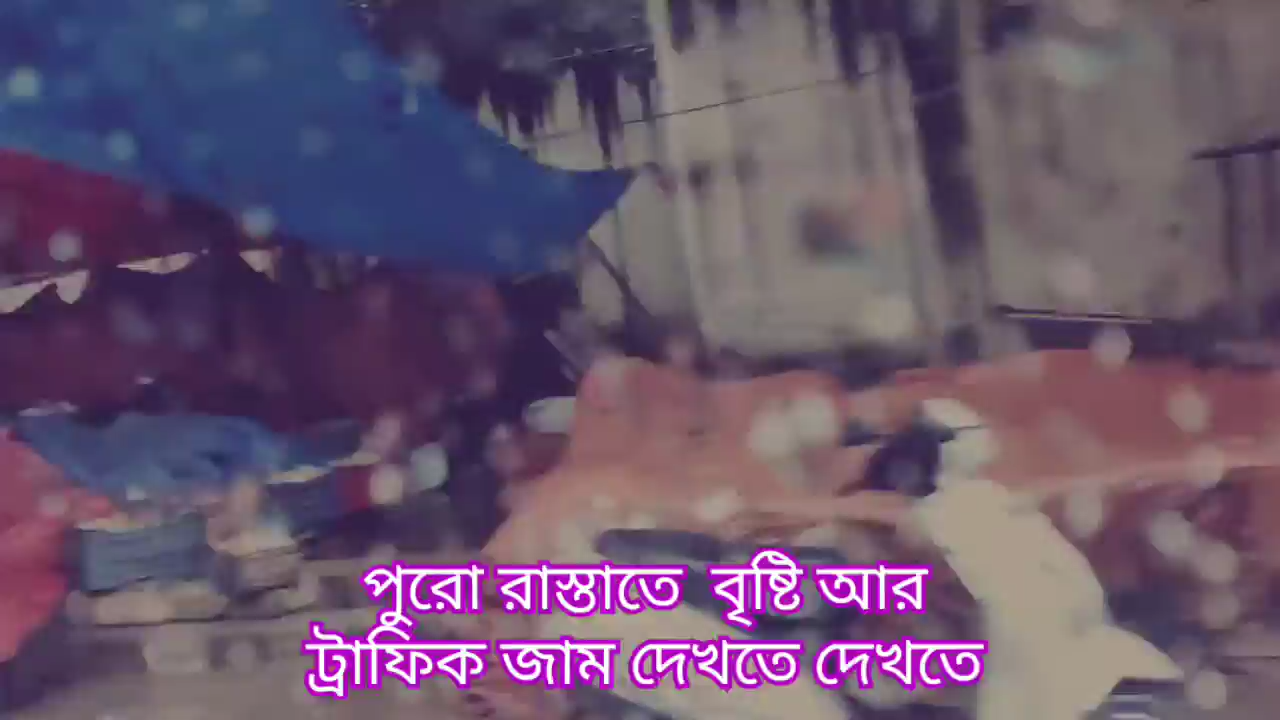 পুরো রাস্তাতে  বৃষ্টি আর
ট্রাফিক জাম দেখতে দেখতে